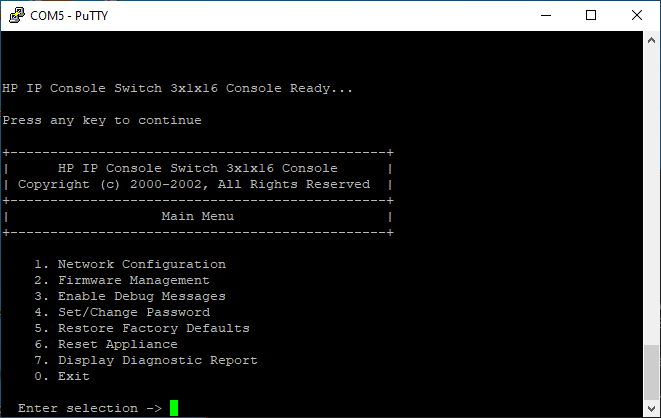 COM5 - PuTTY
HP IP Console Switch 3x1x16 Console Ready...
Press any key to continue
+-----------------------------------------------+
|      HP IP Console Switch 3x1x16 Console      |
| Copyright (c) 2000-2002, All Rights Reserved  |
+-----------------------------------------------+
|                   Main Menu                   |
+-----------------------------------------------+
1. Network Configuration
2. Firmware Management
3. Enable Debug Messages
4. Set/Change Password
5. Restore Factory Defaults
6. Reset Appliance
7. Display Diagnostic Report
0. Exit
Enter selection ->